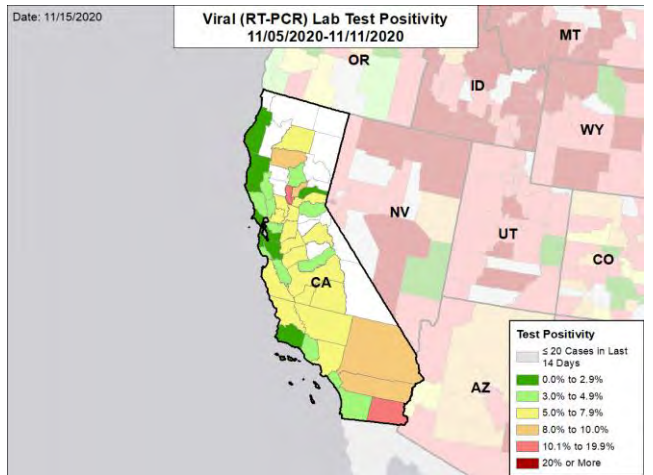 Date: 11/15/2020
Viral (RT-PCR) Lab Test Positivity
11/05/2020-11/11/2020
MT
OR
ID
WY
NV
UT
CO
CA
AZ
Test Positivity
≤ 20 Cases in Last
14 Days
0.0% to 2.9%
3.0% to 4.9%
5.0% to 7.9%
8.0% to 10.0%
10.1% to 19.9%
20% or More